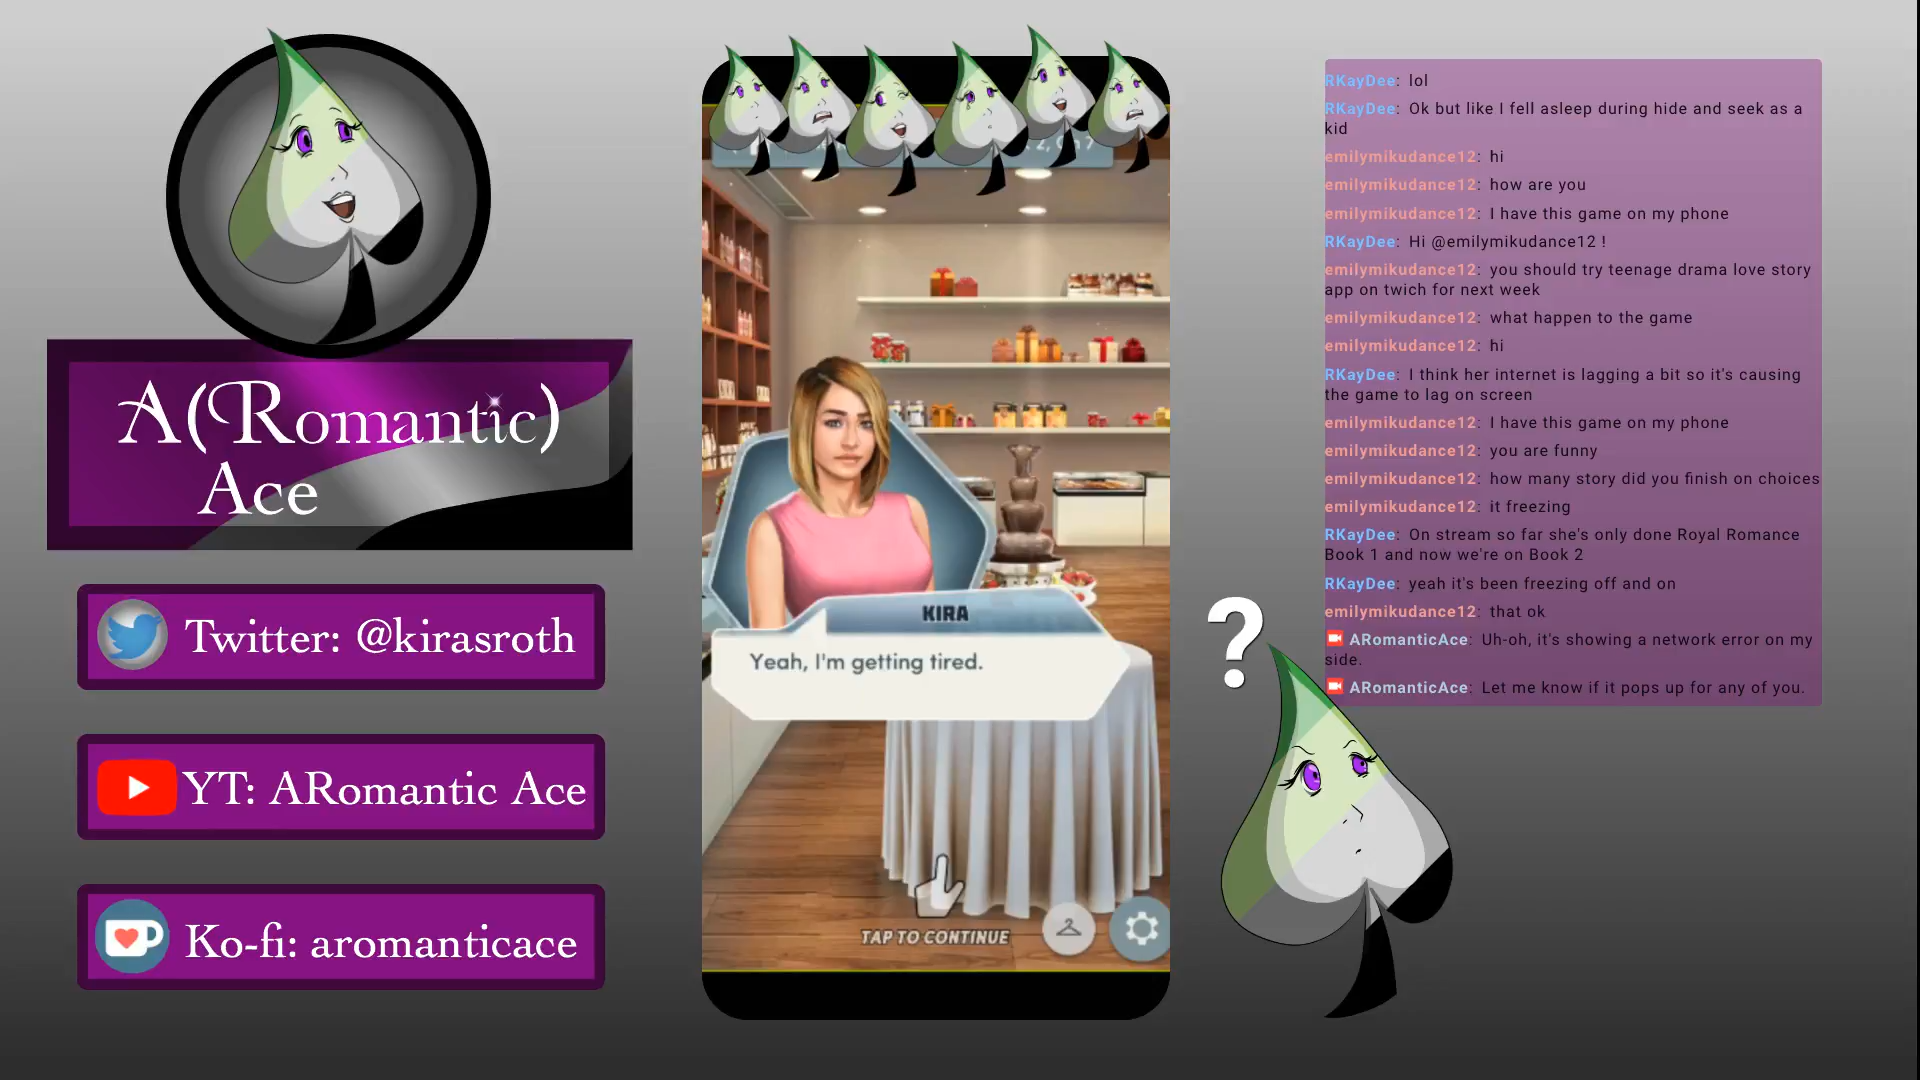 A(Romantic)
Ace
Twitter: @kirasroth
YT: ARomantic Ace
Ko-fi: aromanticace
KIRA
Yeah, I'm getting tired.
TAP TO CONTINUE
?
RKayDee: lol
RKayDee: Ok but like I fell asleep during hide and seek as a
kid
emilymikudance12: hi
emilymikudance12: how are you
emilymikudance12: I have this game on my phone
RKayDee: Hi @emilymikudance12 !
emilymikudance12: you should try teenage drama love story
app on twich for next week
emilymikudance12: what happen to the game
emilymikudance12: hi
RKayDee: I think her internet is lagging a bit so it's causing
the game to lag on screen
emilymikudance12: I have this game on my phone
emilymikudance12: you are funny
emilymikudance12: how many story did you finish on choices
emilymikudance12: it freezing
RKayDee: On stream so far she's only done Royal Romance
Book 1 and now we're on Book 2
RKayDee: yeah it's been freezing off and on
emilymikudance12: that ok
ARomanticAce: Uh-oh, it's showing a network error on my
side.
ARomanticAce: Let me know if it pops up for any of you.